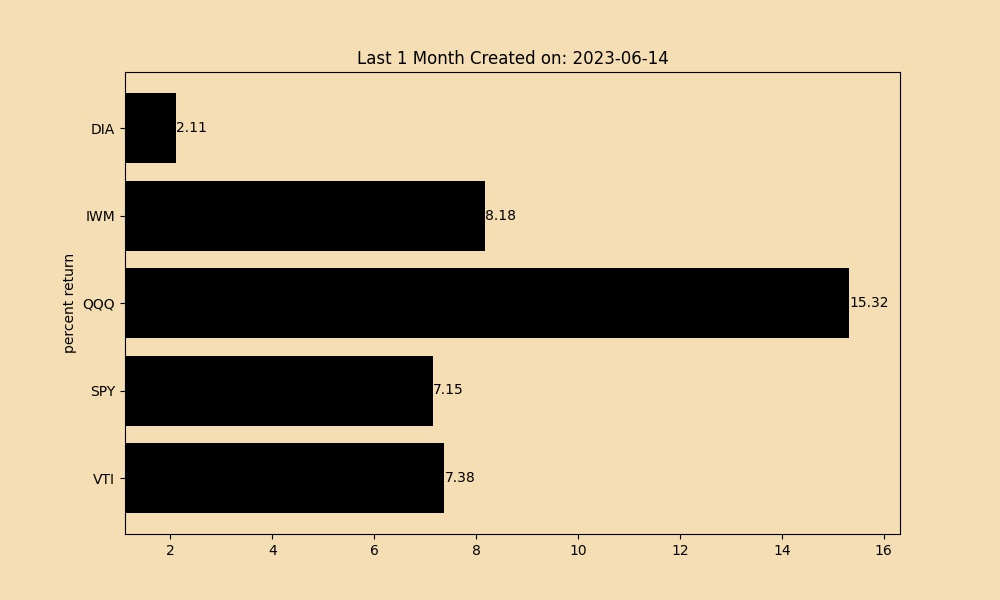 Last 1 Month Created on: 2023-06-14
DIA
2.11
IWM
8.18
percent return
QQQ
15.32
SPY
7.15
VTI
7.38
2 4 6 8 10 12 14 16